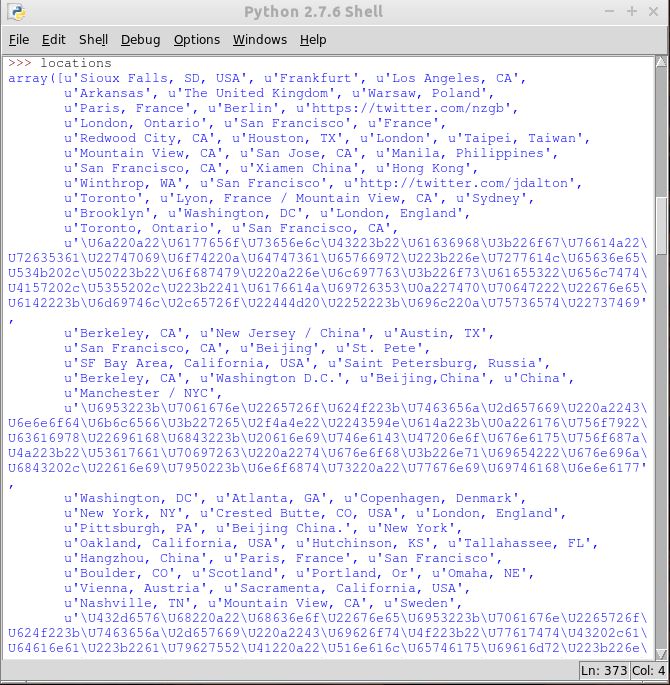 Python 2.7.6 Shell
File Edit Shell Debug Options Windows Help
>>> locations
array([u'Sioux Falls, SD, USA', u'Frankfurt', u'Los Angeles, CA',
u'Arkansas', u'The United Kingdom', u'Warsaw, Poland',
u'Paris, France', u'Berlin', u'https://twitter.com/nzgb',
u'London, Ontario', u'San Francisco', u'France',
u'Redwood City, CA', u'Houston, TX', u'London', u'Taipei, Taiwan',
u'Mountain View, CA', u'San Jose, CA', u'Manila, Philippines',
u'San Francisco, CA', u'Xiamen China', u'Hong Kong',
u'Winthrop, WA', u'San Francisco', u'http://twitter.com/jdalton',
u'Toronto', u'Lyon, France / Mountain View, CA', u'Sydney',
u'Brooklyn', u'Washington, DC', u'London, England',
u'Toronto, Ontario', u'San Francisco, CA',
u'\U6a220a22\U6177656f\U73656e6c\U43223b22\U61636968\U3b226f67\U76614a22\
U72635361\U22747069\U6f74220a\U64747361\U65766972\U223b226e\U7277614c\U65636e65\
U534b202c\U50223b22\U6f687479\U220a226e\U6c697763\U3b226f73\U61655322\U656c7474\
U4157202c\U5355202c\U223b2241\U6176614a\U69726353\U0a227470\U70647222\U22676e65\
U6142223b\U6d69746c\U2c65726f\U22444d20\U2252223b\U696c220a\U75736574\U22737469'
,
u'Berkeley, CA', u'New Jersey / China', u'Austin, TX',
u'San Francisco, CA', u'Beijing', u'St. Pete',
u'SF Bay Area, California, USA', u'Saint Petersburg, Russia',
u'Berkeley, CA', u'Washington D.C.', u'Beijing,China', u'China',
u'Manchester / NYC',
u'\U6953223b\U7061676e\U2265726f\U624f223b\U7463656a\U2d657669\U220a2243\
U6e6e6f64\U6b6c6566\U3b227265\U2f4a4e22\U2243594e\U614a223b\U0a226176\U756f7922\
U63616978\U22696168\U6843223b\U20616e69\U746e6143\U47206e6f\U676e6175\U756f687a\
U4a223b22\U53617661\U70697263\U220a2274\U676e6f68\U3b226e71\U69654222\U676e696a\
U6843202c\U22616e69\U7950223b\U6e6f6874\U73220a22\U77676e69\U69746168\U6e6e6177'
,
u'Washington, DC', u'Atlanta, GA', u'Copenhagen, Denmark',
u'New York, NY', u'Crested Butte, CO, USA', u'London, England',
u'Pittsburgh, PA', u'Beijing China.', u'New York',
u'Oakland, California, USA', u'Hutchinson, KS', u'Tallahassee, FL',
u'Hangzhou, China', u'Paris, France', u'San Francisco',
u'Boulder, CO', u'Scotland', u'Portland, Or', u'Omaha, NE',
u'Vienna, Austria', u'Sacramenta, California, USA',
u'Nashville, TN', u'Mountain View, CA', u'Sweden',
u'\U432d6576\U68220a22\U68636e6f\U22676e65\U6953223b\U7061676e\U2265726f\
U624f223b\U7463656a\U2d657669\U220a2243\U69626f74\U4f223b22\U77617474\U43202c61\
U64616e61\U223b2261\U79627552\U41220a22\U516e616c\U65746175\U69616d72\U223b226e\
Ln: 373 Col: 4